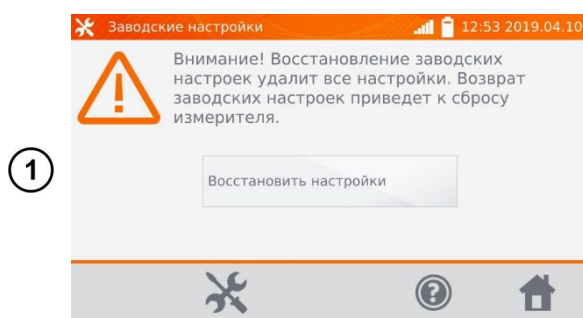 Заводские настройки 12:53 2019.04.10
Внимание! Восстановление заводских
настроек удалит все настройки. Возврат
заводских настроек приведет к сбросу
измерителя.
1
Восстановить настройки
?